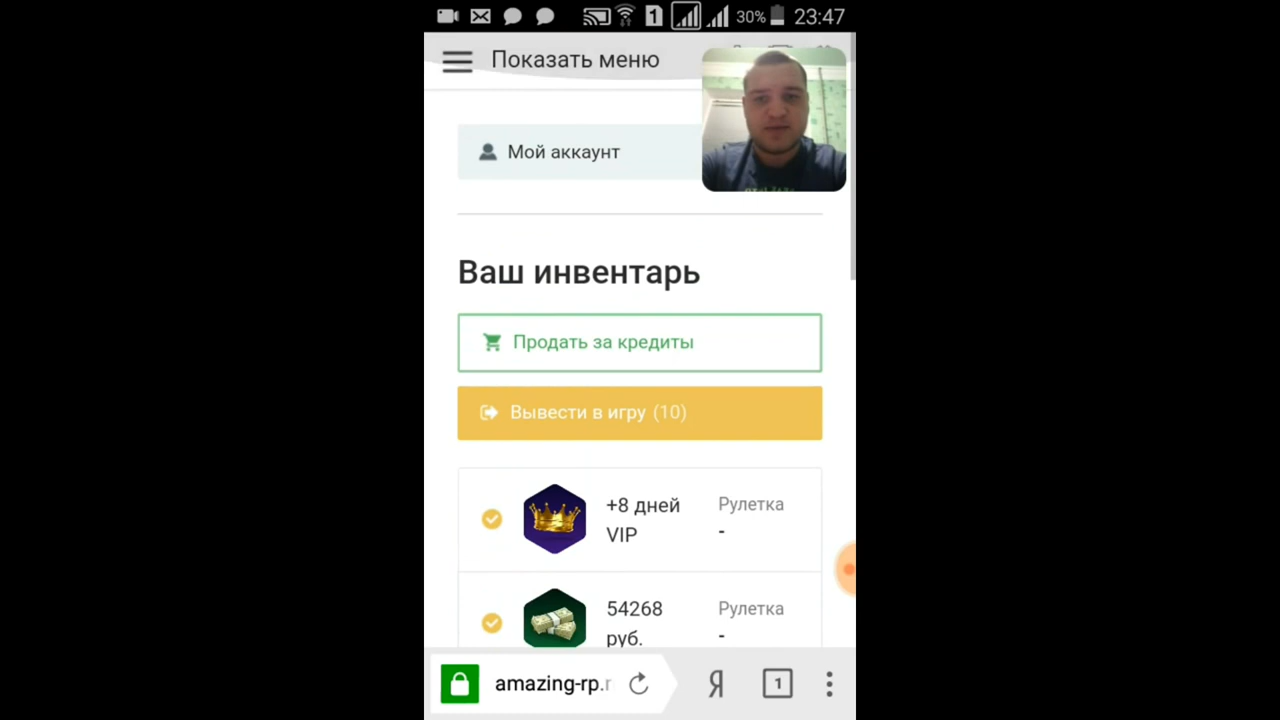 1
30%
23:47
Показать меню
Мой аккаунт
Ваш инвентарь
Продать за кредиты
Вывести в игру (10)
+8 дней
VIP
Рулетка
-
54268
руб.
Рулетка
-
amazing-rp.r
Я
1